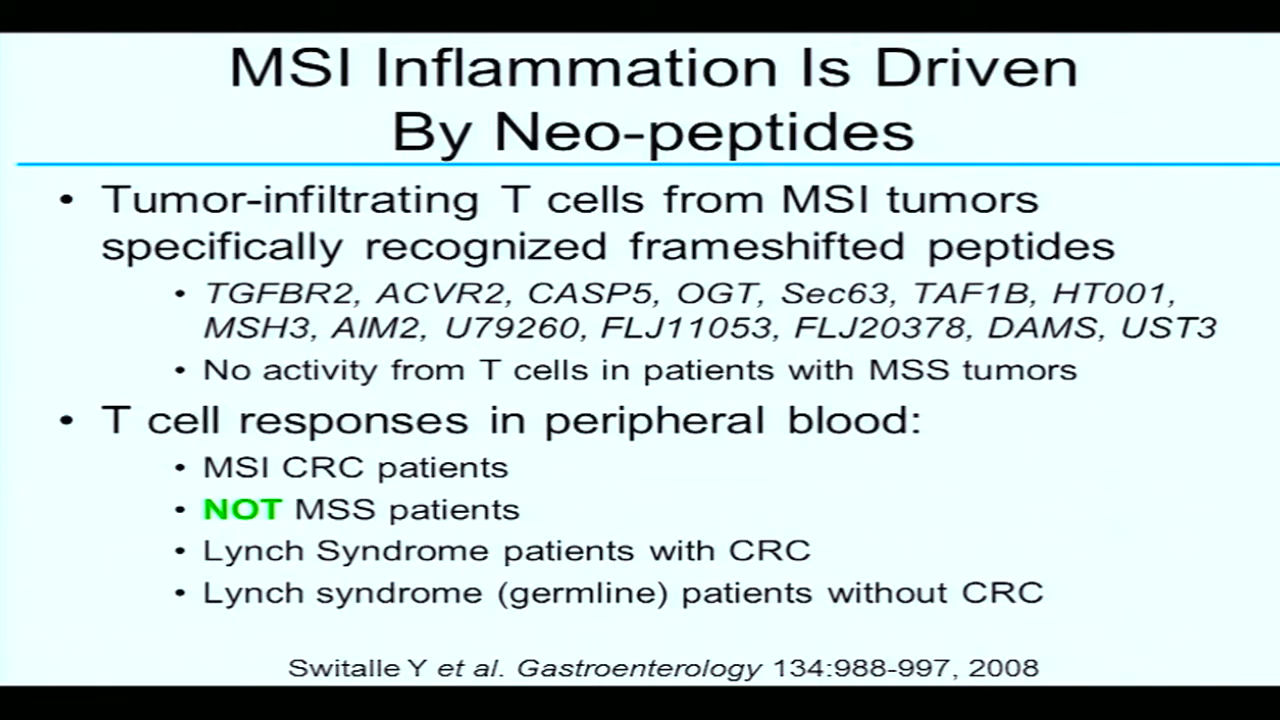 MSI Inflammation Is Driven
By Neo-peptides
• Tumor-infiltrating T cells from MSI tumors
specifically recognized frameshifted peptides
• TGFBR2, ACVR2, CASP5, OGT, Sec63, TAF1B, HT001,
MSH3, AIM2, U79260, FLJ11053, FLJ20378, DAMS, UST3
• No activity from T cells in patients with MSS tumors
• T cell responses in peripheral blood:
• MSI CRC patients
• NOT MSS patients
• Lynch Syndrome patients with CRC
• Lynch syndrome (germline) patients without CRC
Switalle Y et al. Gastroenterology 134:988-997, 2008